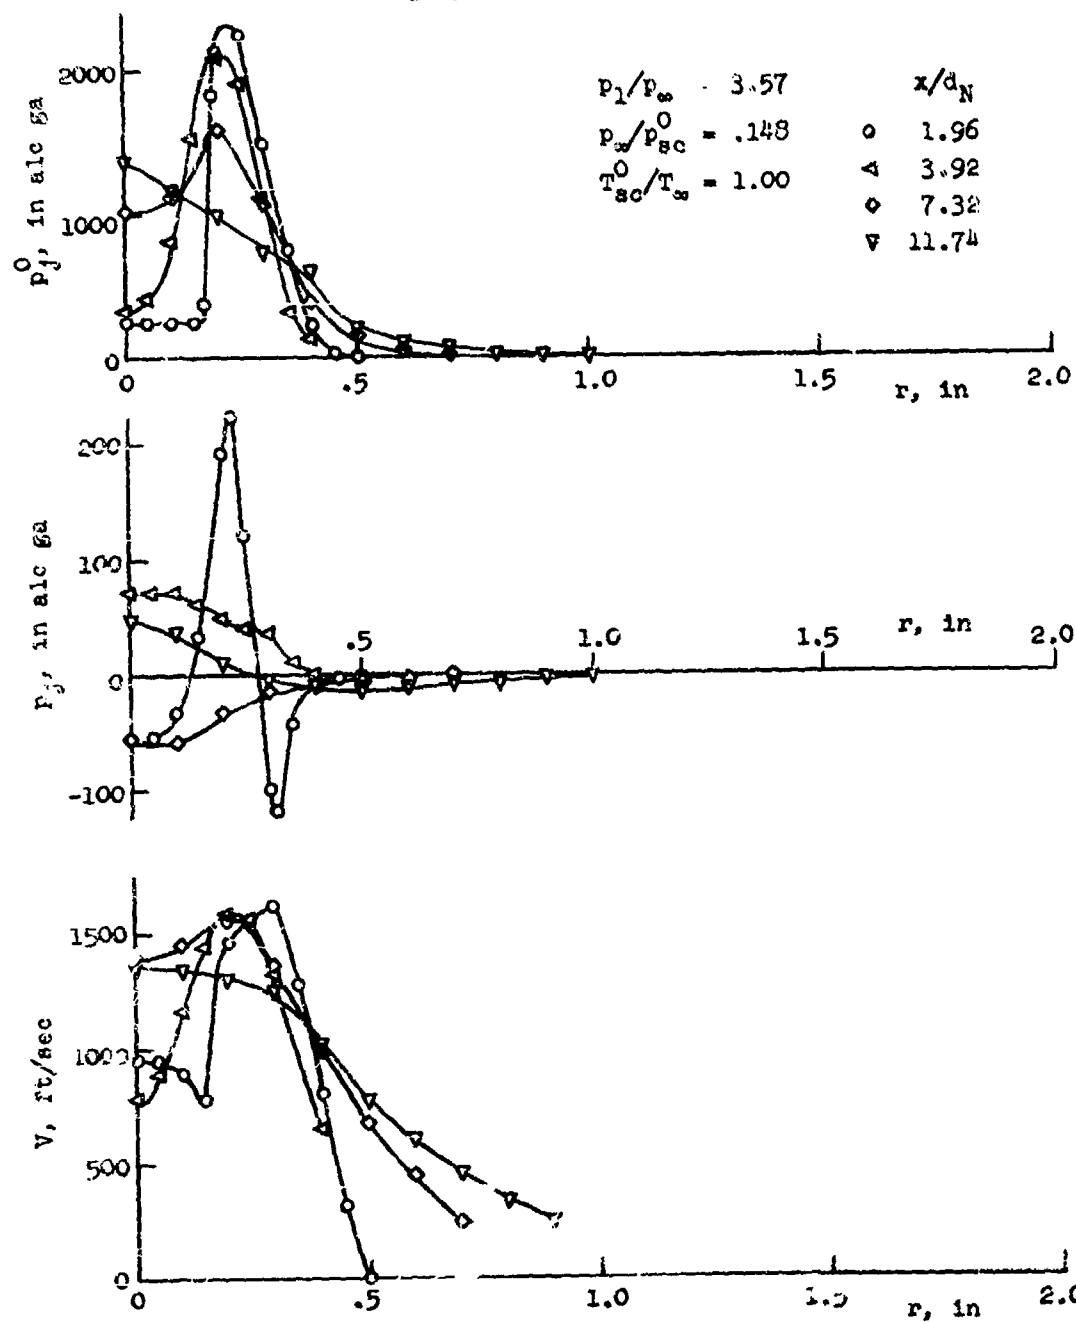 p₁/p∞ - 3.57 x/dN
p∞/p⁰sc = .148 1.96
T⁰sc/T∞ = 1.00 3.92
7.32
11.74
p⁰j, in alc ga
2000
1000
0
0 .5 1.0 1.5 2.0
r, in
pj, in alc ga
200
100
0
-100
.5 1.0 1.5 2.0
r, in
V, ft/sec
1500
1000
500
0
0 .5 1.0 2.0
r, in